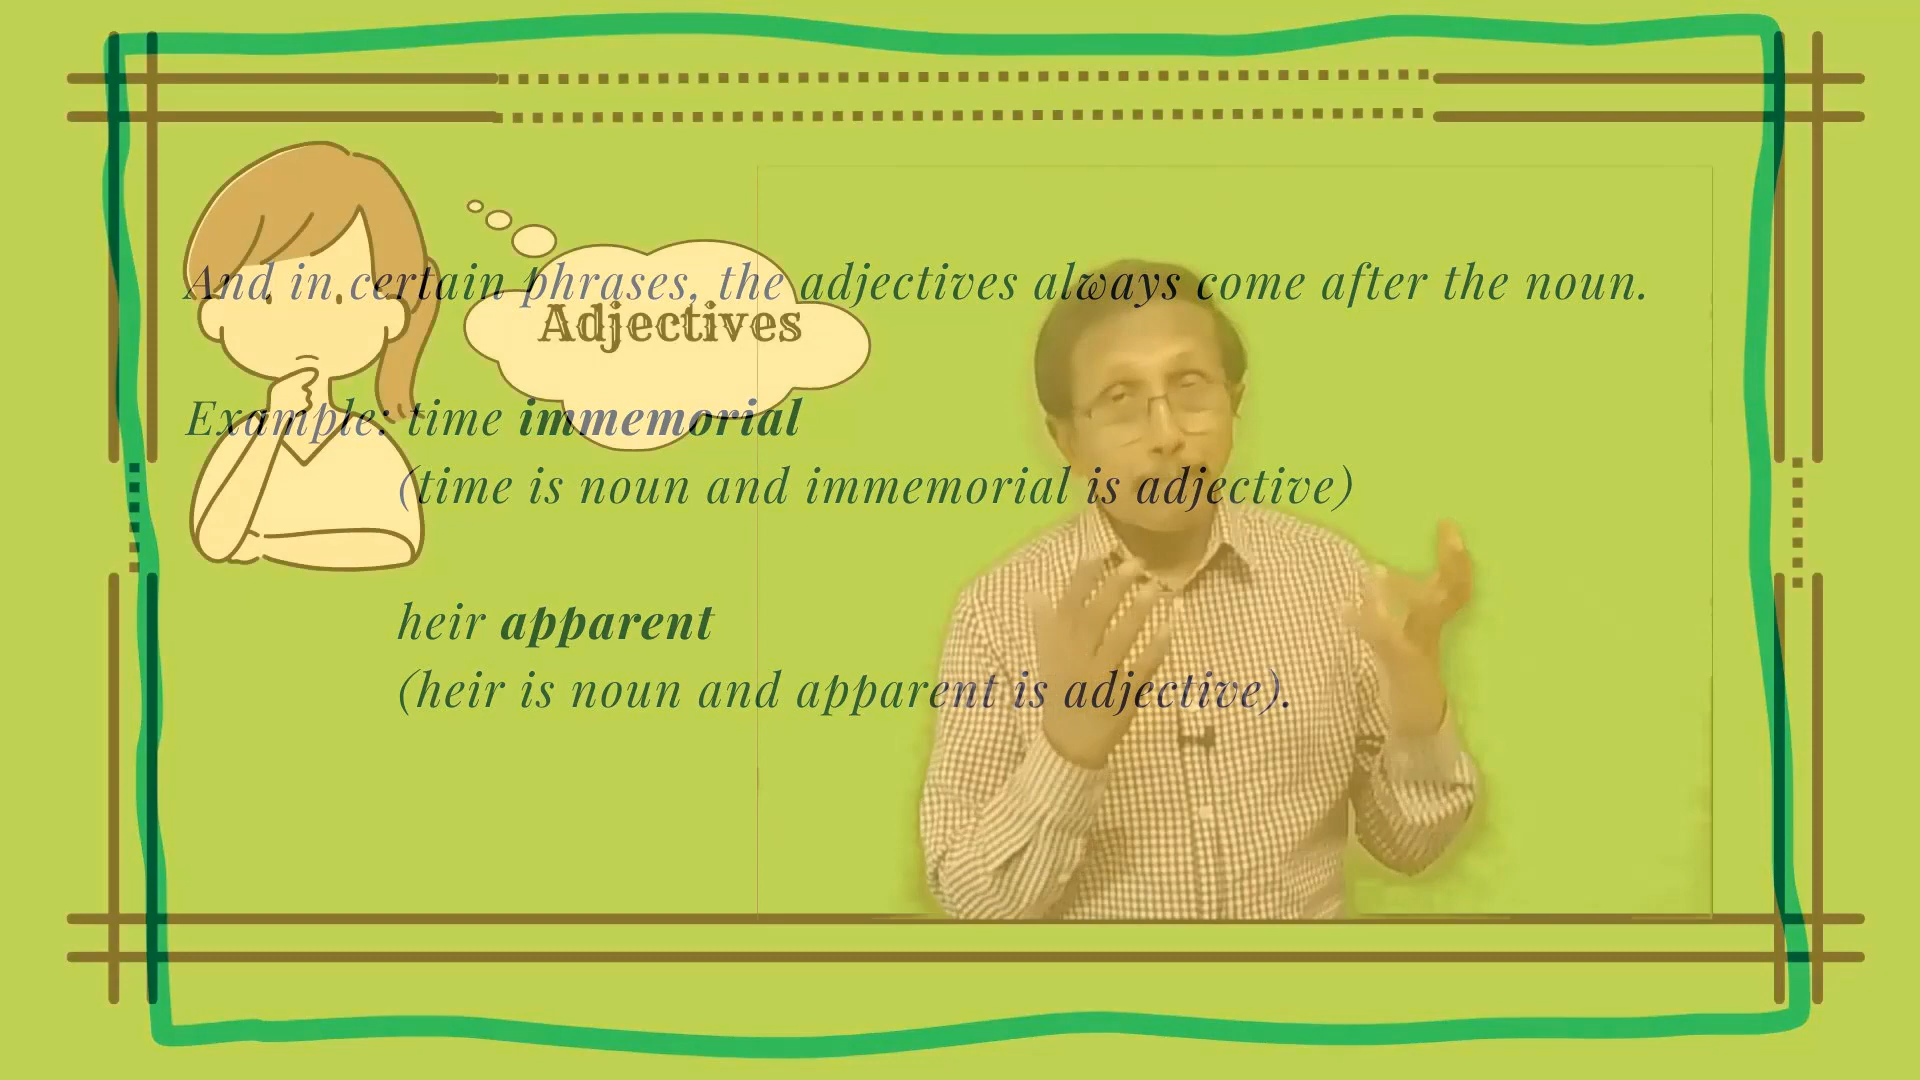 And in certain phrases, the adjectives always come after the noun.
Adjectives
Example: time immemorial
(time is noun and immemorial is adjective)
heir apparent
(heir is noun and apparent is adjective).